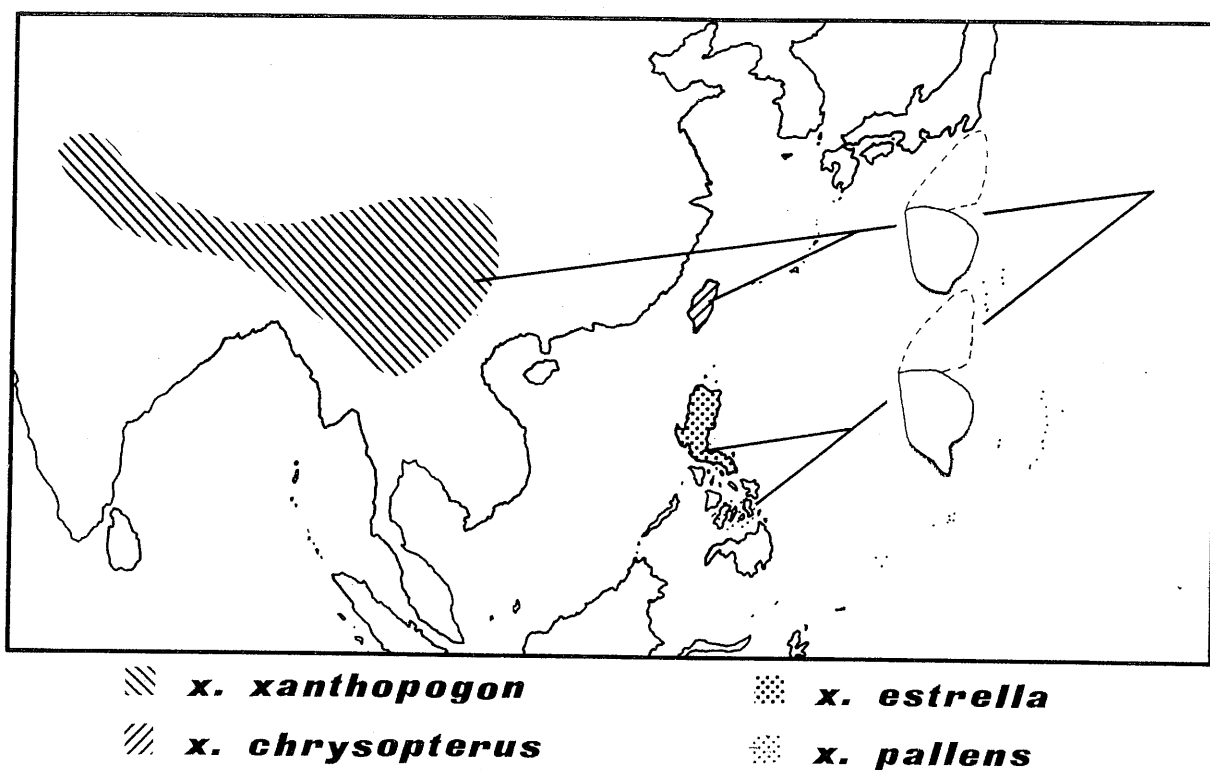 x. xanthopogon
x. chrysopterus
x. estrella
x. pallens